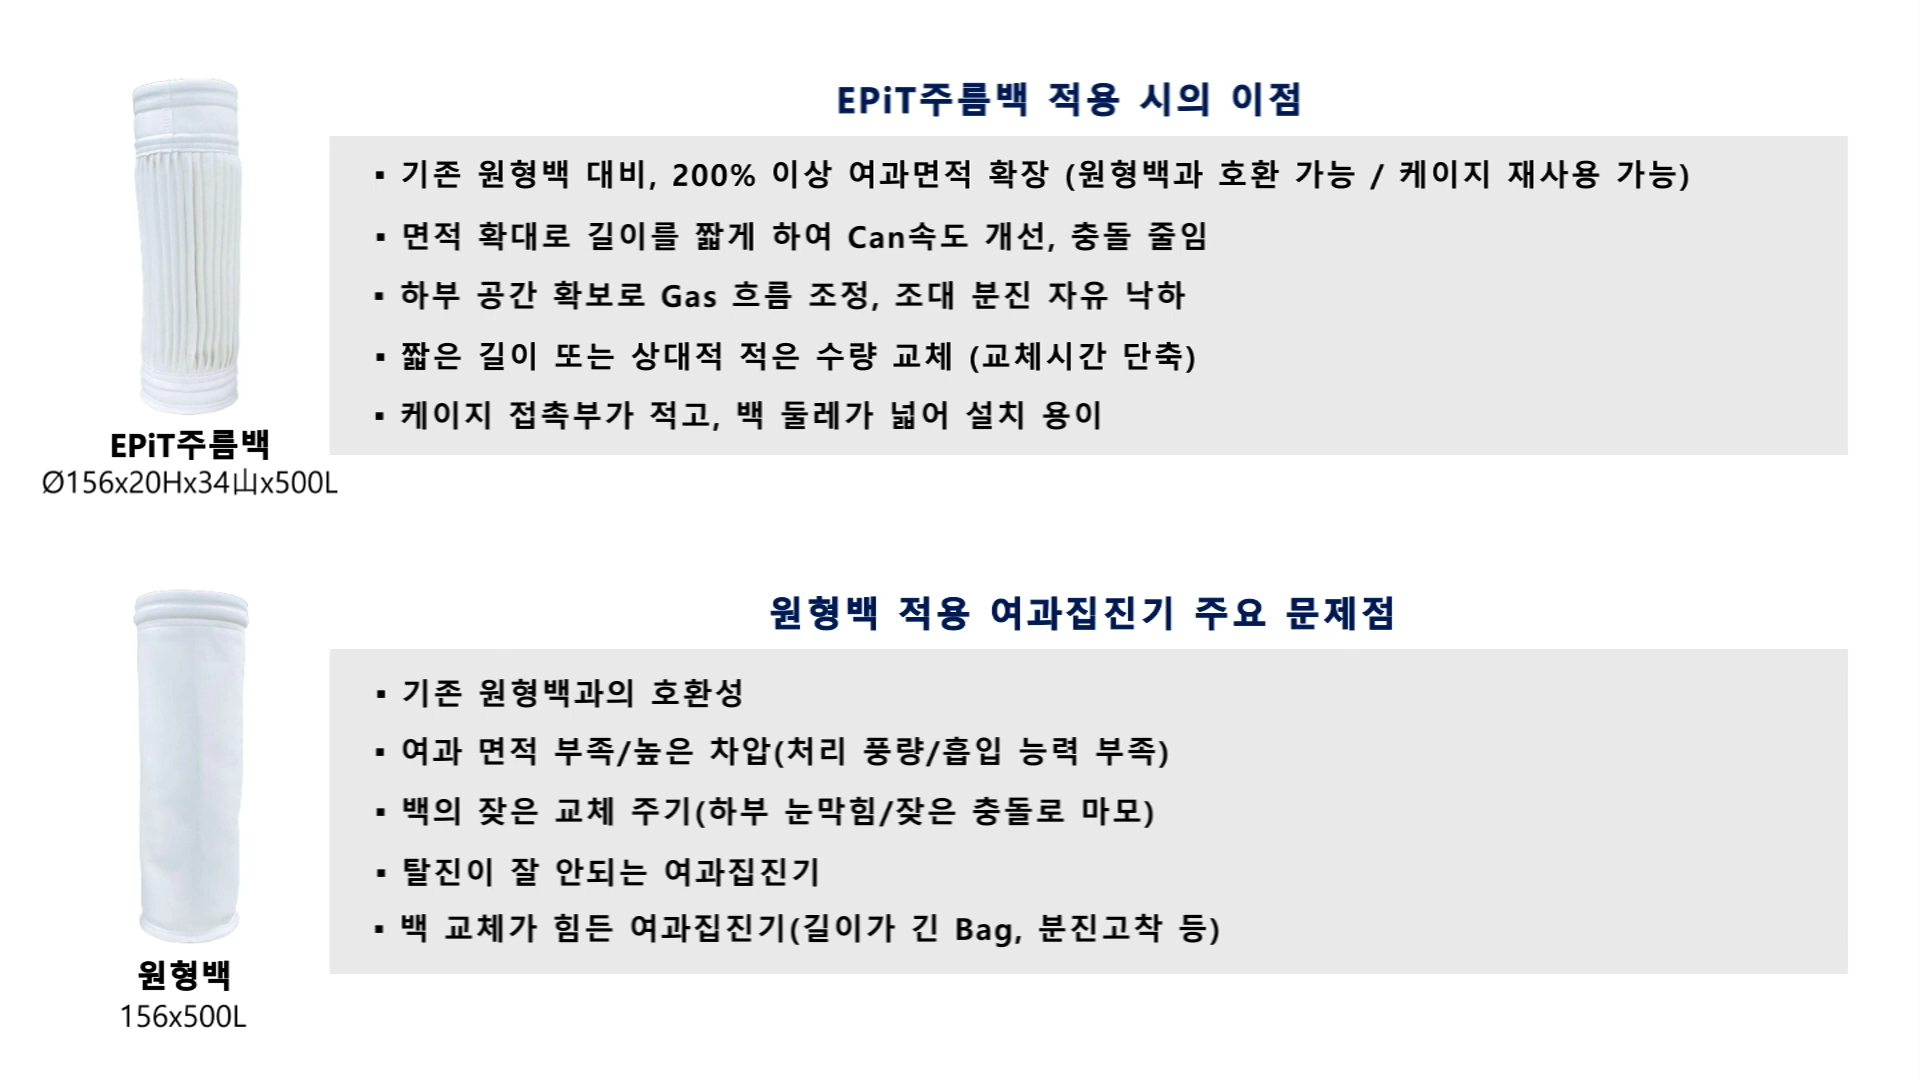 EPiT주름백 적용 시의 이점
▪ 기존 원형백 대비, 200% 이상 여과면적 확장 (원형백과 호환 가능 / 케이지 재사용 가능)
▪ 면적 확대로 길이를 짧게 하여 Can속도 개선, 충돌 줄임
▪ 하부 공간 확보로 Gas 흐름 조정, 조대 분진 자유 낙하
▪ 짧은 길이 또는 상대적 적은 수량 교체 (교체시간 단축)
▪ 케이지 접촉부가 적고, 백 둘레가 넓어 설치 용이
EPiT주름백
Ø156x20Hx34山x500L
원형백 적용 여과집진기 주요 문제점
▪ 기존 원형백과의 호환성
▪ 여과 면적 부족/높은 차압(처리 풍량/흡입 능력 부족)
▪ 백의 잦은 교체 주기(하부 눈막힘/잦은 충돌로 마모)
▪ 탈진이 잘 안되는 여과집진기
▪ 백 교체가 힘든 여과집진기(길이가 긴 Bag, 분진고착 등)
원형백
156x500L